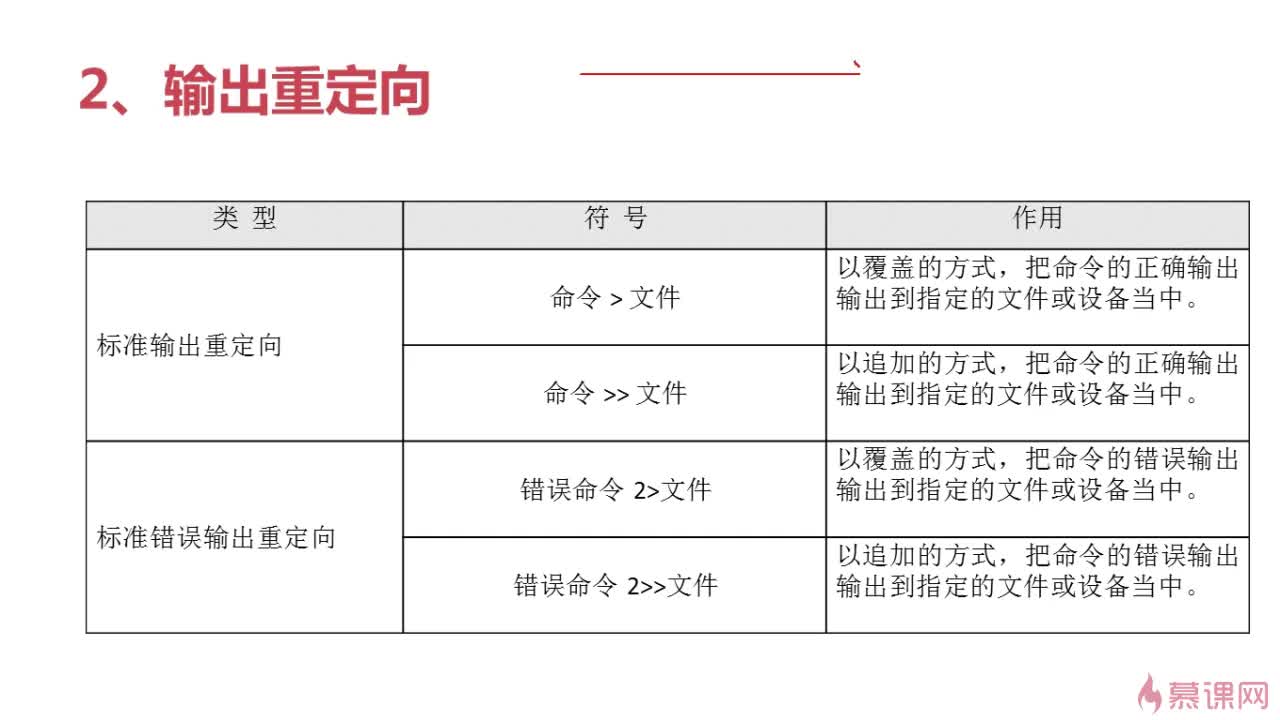 2、输出重定向
类 型 符 号 作用
标准输出重定向
命令 > 文件
以覆盖的方式，把命令的正确输出
输出到指定的文件或设备当中。
命令 >> 文件
以追加的方式，把命令的正确输出
输出到指定的文件或设备当中。
标准错误输出重定向
错误命令 2>文件
以覆盖的方式，把命令的错误输出
输出到指定的文件或设备当中。
错误命令 2>>文件
以追加的方式，把命令的错误输出
输出到指定的文件或设备当中。
慕课网